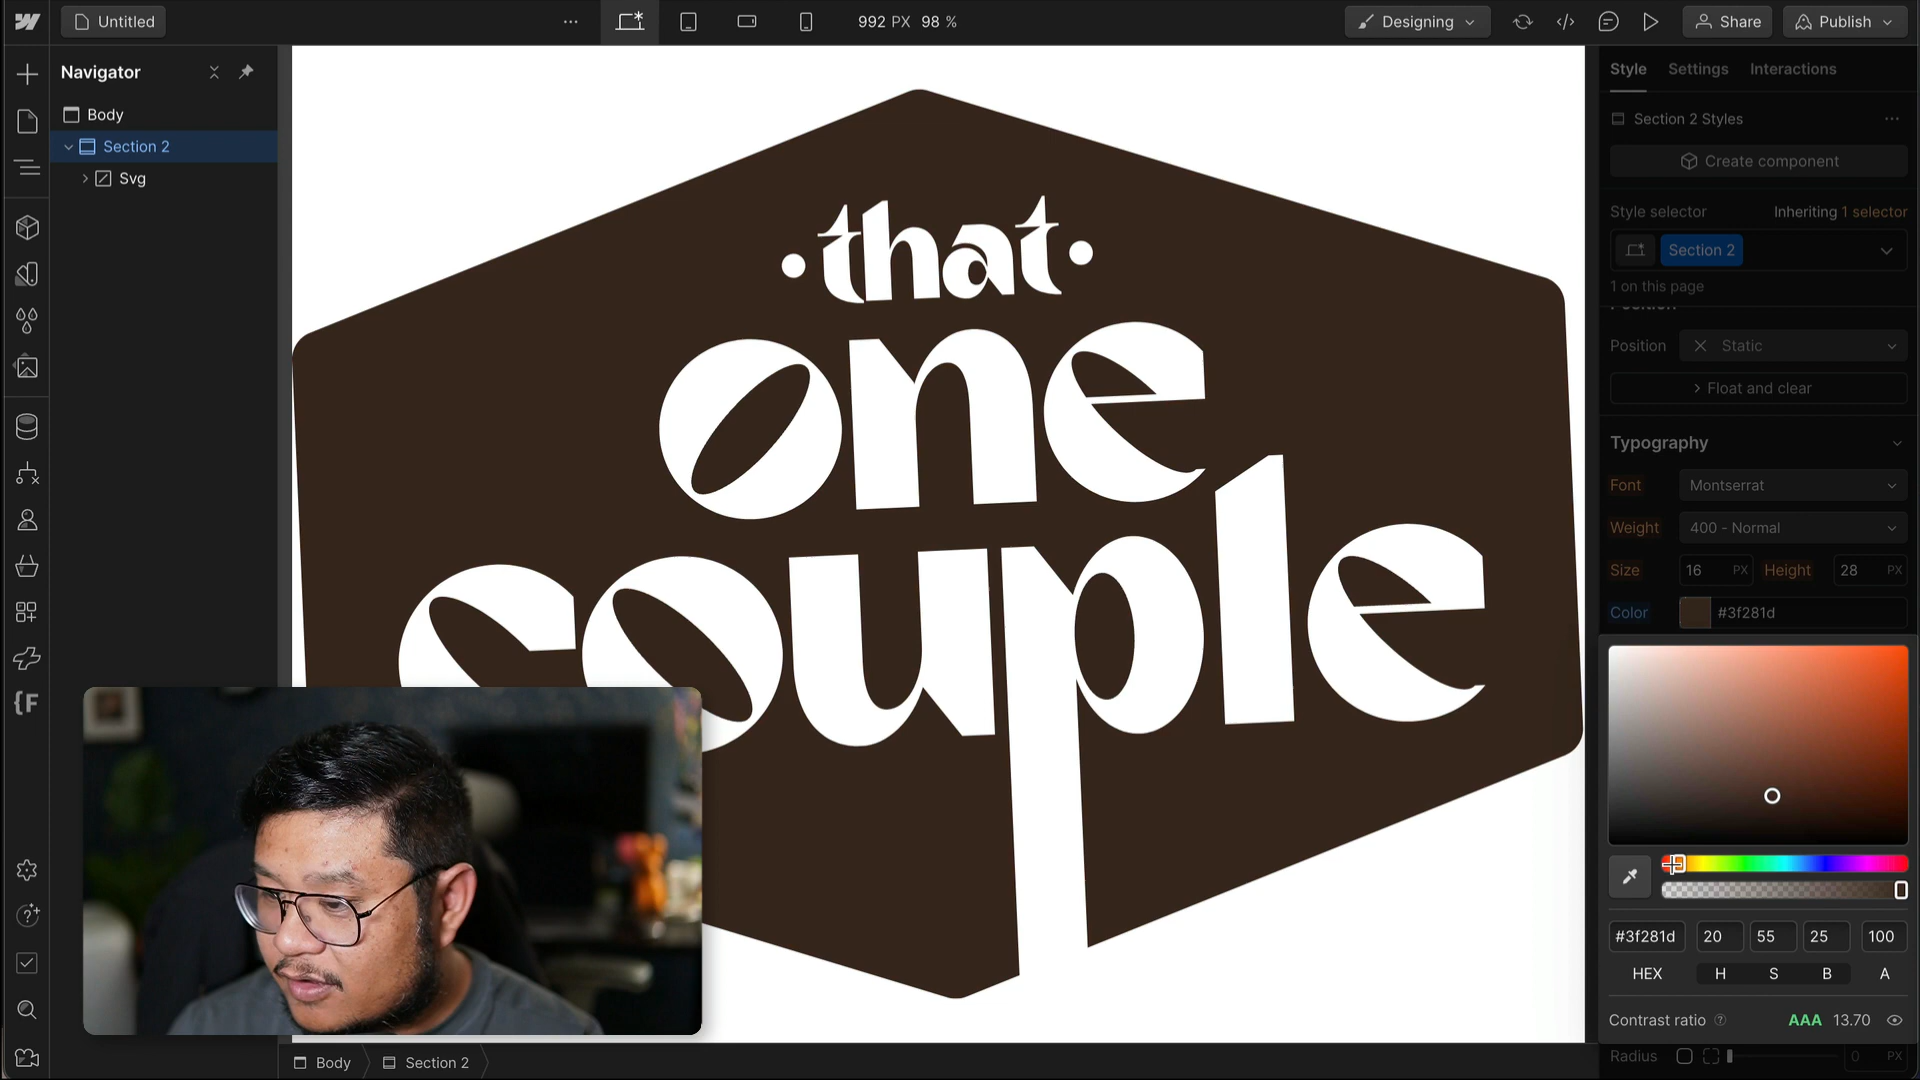 Untitled
992 PX 98 %
Designing
Share
Publish
Navigator
Body
Section 2
Svg
• that •
one
couple
Style Settings Interactions
Section 2 Styles
Create component
Style selector Inheriting 1 selector
Section 2
1 on this page
Position
Position Static
Float and clear
Typography
Font Montserrat
Weight 400 - Normal
Size 16 PX Height 28 PX
Color #3f281d
#3f281d 20 55 25 100
HEX H S B A
Contrast ratio AAA 13.70
Radius 0 PX
{F
Body Section 2